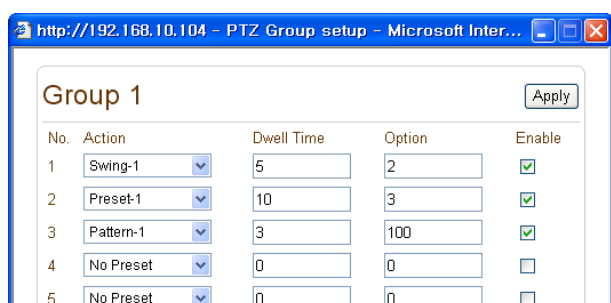 http://192.168.10.104 - PTZ Group setup - Microsoft Inter...
Group 1
Apply
No. Action Dwell Time Option Enable
1 Swing-1 5 2
2 Preset-1 10 3
3 Pattern-1 3 100
4 No Preset 0 0
5 No Preset 0 0